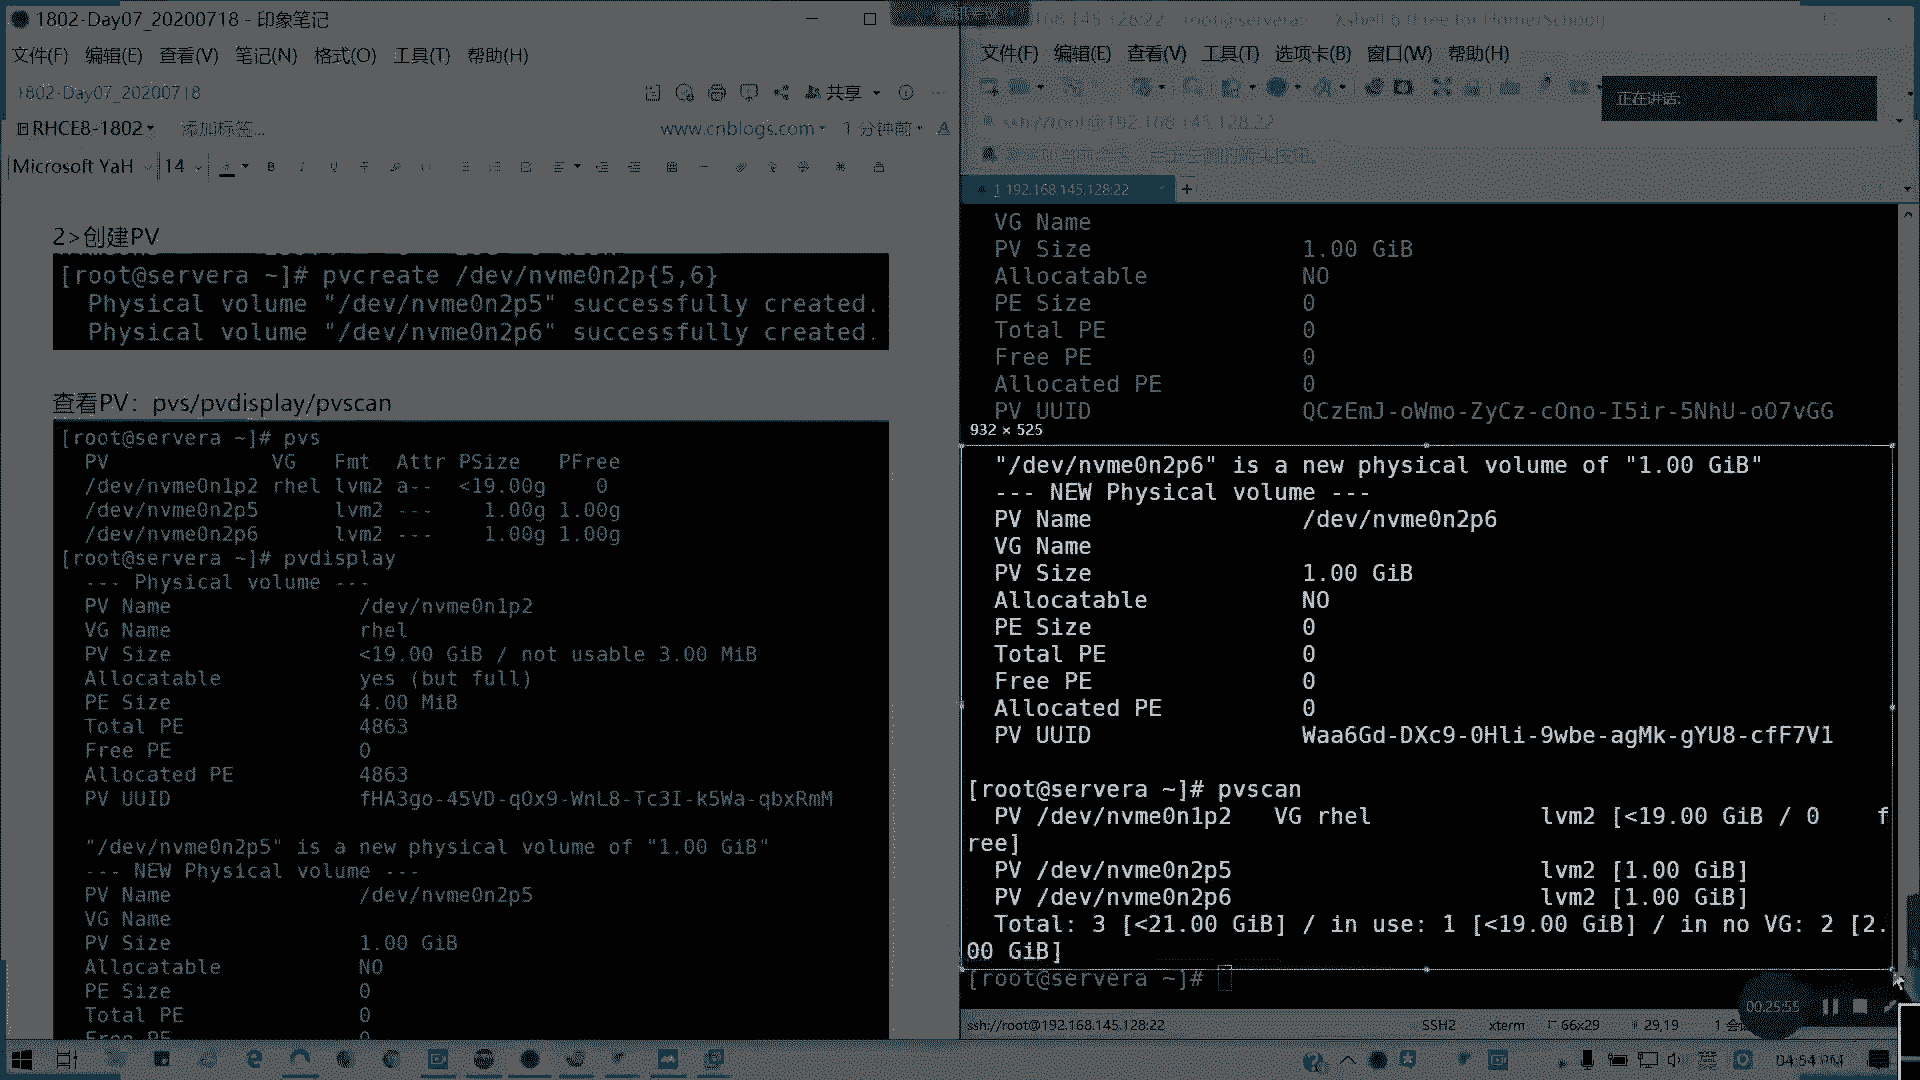 1802-Day07_20200718 - 印象笔记
文件(F) 编辑(E) 查看(V) 笔记(N) 格式(O) 工具(T) 帮助(H)
1802-Day07_20200718
共享
RHCE8-1802 添加标签...
www.cnblogs.com 1 分钟前
Microsoft YaH 14
2>创建PV
[root@servera ~]# pvcreate /dev/nvme0n2p{5,6}
Physical volume "/dev/nvme0n2p5" successfully created.
Physical volume "/dev/nvme0n2p6" successfully created.
查看PV：pvs/pvdisplay/pvscan
[root@servera ~]# pvs
PV VG Fmt Attr PSize PFree
/dev/nvme0n1p2 rhel lvm2 a-- <19.00g 0
/dev/nvme0n2p5 lvm2 --- 1.00g 1.00g
/dev/nvme0n2p6 lvm2 --- 1.00g 1.00g
[root@servera ~]# pvdisplay
--- Physical volume ---
PV Name /dev/nvme0n1p2
VG Name rhel
PV Size <19.00 GiB / not usable 3.00 MiB
Allocatable yes (but full)
PE Size 4.00 MiB
Total PE 4863
Free PE 0
Allocated PE 4863
PV UUID fHA3go-45VD-qOx9-WnL8-Tc3I-k5Wa-qbxRmM
"/dev/nvme0n2p5" is a new physical volume of "1.00 GiB"
--- NEW Physical volume ---
PV Name /dev/nvme0n2p5
VG Name
PV Size 1.00 GiB
Allocatable NO
PE Size 0
Total PE 0
Free PE 0
168.145.128:22 - root@servera:~ - Xshell 6 (Free for Home/School)
文件(F) 编辑(E) 查看(V) 工具(T) 选项卡(B) 窗口(W) 帮助(H)
正在讲话:
ssh://root@192.168.145.128:22
1 192.168.145.128:22
VG Name
PV Size 1.00 GiB
Allocatable NO
PE Size 0
Total PE 0
Free PE 0
Allocated PE 0
PV UUID QCzEmJ-oWmo-ZyCz-cOno-I5ir-5NhU-oO7vGG
932 × 525
"/dev/nvme0n2p6" is a new physical volume of "1.00 GiB"
--- NEW Physical volume ---
PV Name /dev/nvme0n2p6
VG Name
PV Size 1.00 GiB
Allocatable NO
PE Size 0
Total PE 0
Free PE 0
Allocated PE 0
PV UUID Waa6Gd-DXc9-0Hli-9wbe-agMk-gYU8-cfF7V1
[root@servera ~]# pvscan
PV /dev/nvme0n1p2 VG rhel lvm2 [<19.00 GiB / 0 f
ree]
PV /dev/nvme0n2p5 lvm2 [1.00 GiB]
PV /dev/nvme0n2p6 lvm2 [1.00 GiB]
Total: 3 [<21.00 GiB] / in use: 1 [<19.00 GiB] / in no VG: 2 [2.
00 GiB]
[root@servera ~]#
00:25:55
ssh://root@192.168.145.128:22 SSH2 xterm 66x29 29,19
04:54 PM